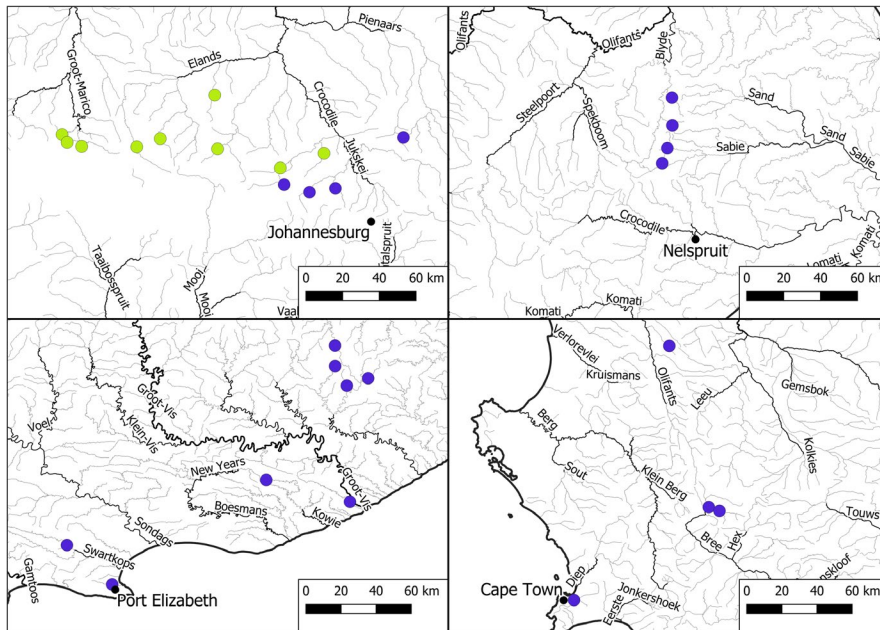 Pienaars
Groot-Marico
Elands
Crocodile
Jukskei
Johannesburg
Taaibosspruit
Mooi
Mooi
Vaal
italspruit
0 20 40 60 km
Olifants
Olifants
Blyde
Steelpoort
Spekboom
Sand
Sand
Sabie
Sabie
Crocodile
Nelspruit
Komati
Lomati
Komati
Komati
0 20 40 60 km
Groot-Vis
Voel
Klein-Vis
New Years
Groot-Vis
Boesmans
Kowie
Sondags
Swartkops
Gamtoos
Port Elizabeth
0 20 40 60 km
Verlorevlei
Kruismans
Olifants
Leeu
Gemsbok
Berg
Kolkies
Sout
Klein Berg
Touws
Bree
Hex
nskloof
Diep
Cape Town
Eerste
Jonkershoek
0 20 40 60 km